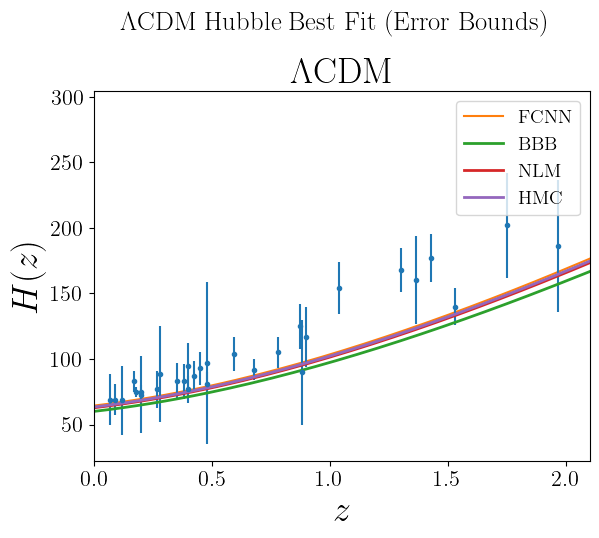 ΛCDM Hubble Best Fit (Error Bounds)
ΛCDM
300
250
200
150
100
50
H(z)
FCNN
BBB
NLM
HMC
0.0 0.5 1.0 1.5 2.0
z